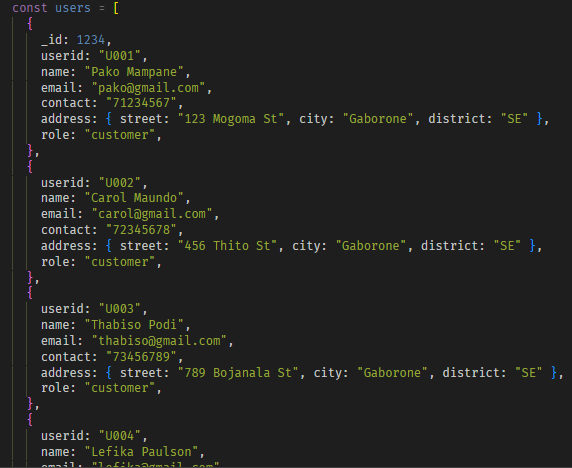 const users = [
{
_id: 1234,
userid: "U001",
name: "Pako Mampane",
email: "pako@gmail.com",
contact: "71234567",
address: { street: "123 Mogoma St", city: "Gaborone", district: "SE" },
role: "customer",
},
{
userid: "U002",
name: "Carol Maundo",
email: "carol@gmail.com",
contact: "72345678",
address: { street: "456 Thito St", city: "Gaborone", district: "SE" },
role: "customer",
},
{
userid: "U003",
name: "Thabiso Podi",
email: "thabiso@gmail.com",
contact: "73456789",
address: { street: "789 Bojanala St", city: "Gaborone", district: "SE" },
role: "customer",
},
{
userid: "U004",
name: "Lefika Paulson",
email: "lefika@gmail.com"